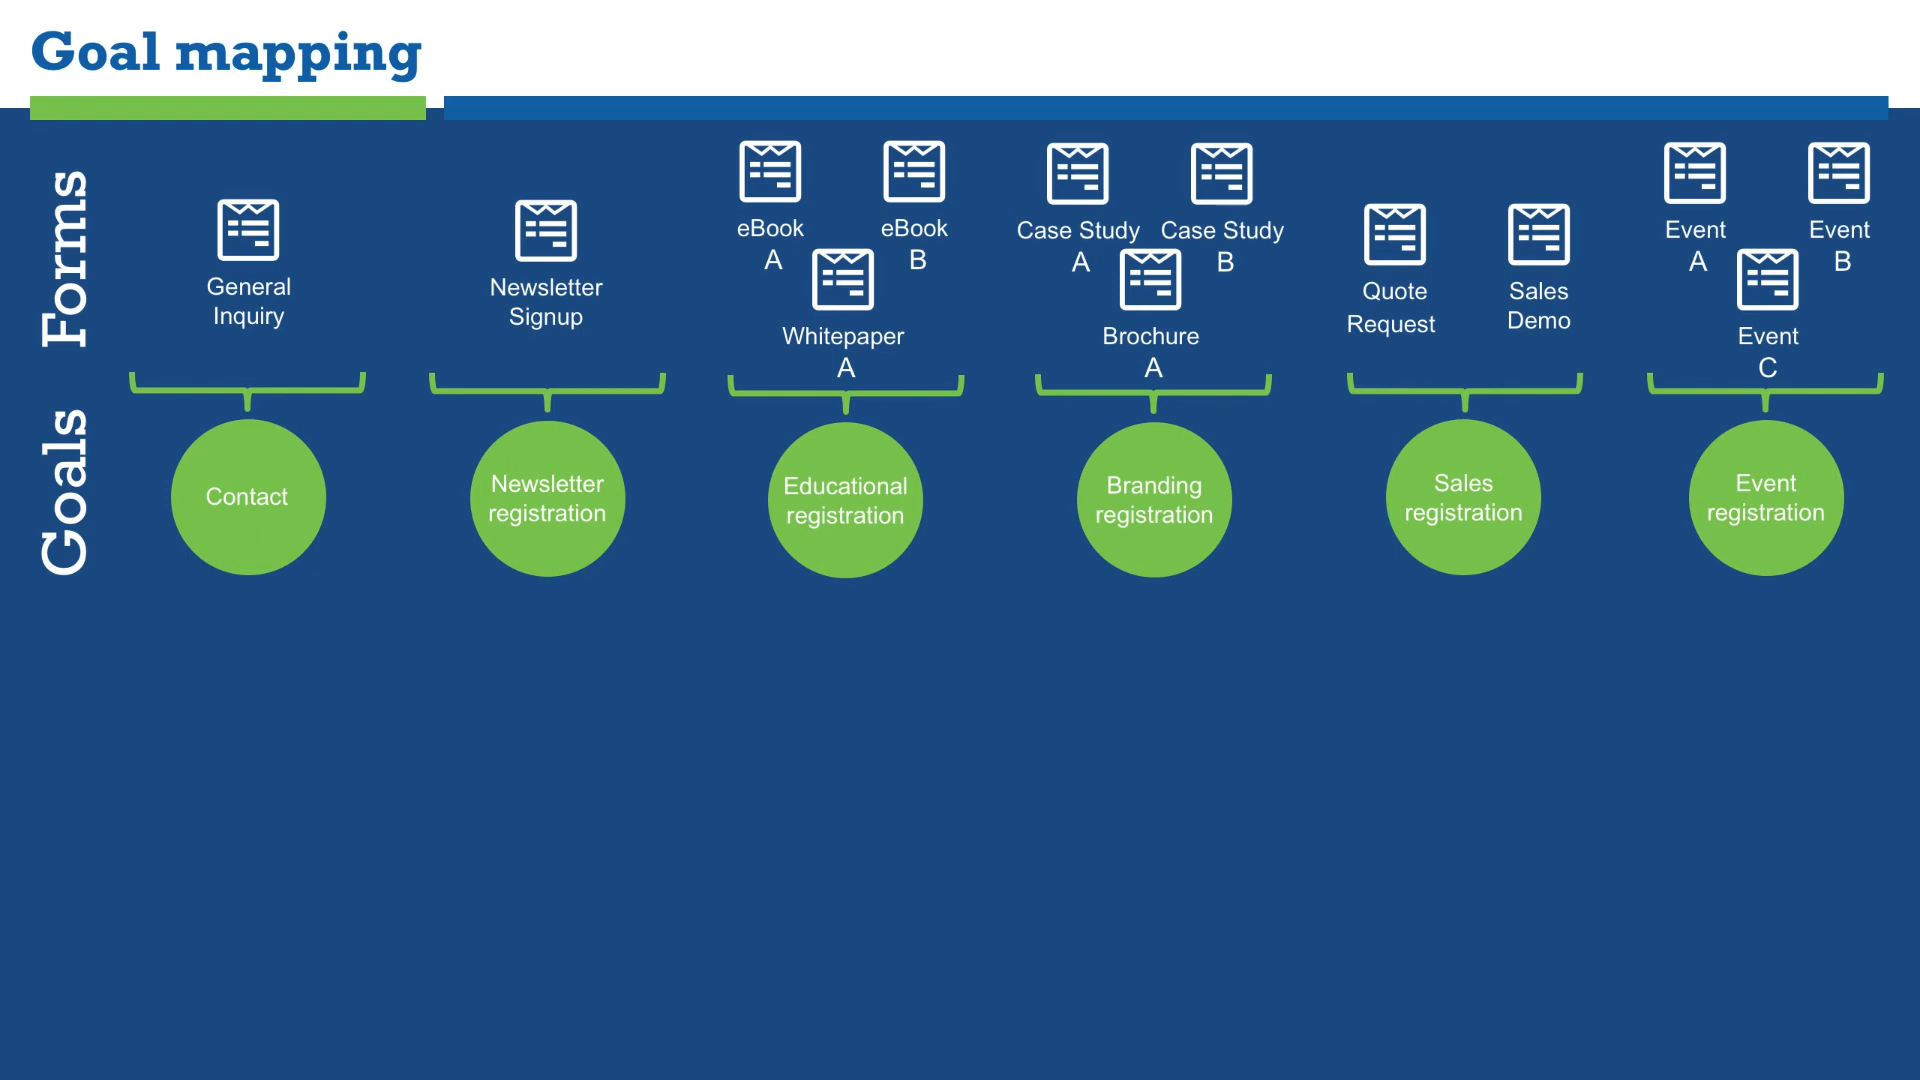 Goal mapping
Forms
General
Inquiry
Newsletter
Signup
eBook
A
eBook
B
Whitepaper
A
Case Study
A
Case Study
B
Brochure
A
Quote
Request
Sales
Demo
Event
A
Event
B
Event
C
Goals
Contact
Newsletter
registration
Educational
registration
Branding
registration
Sales
registration
Event
registration